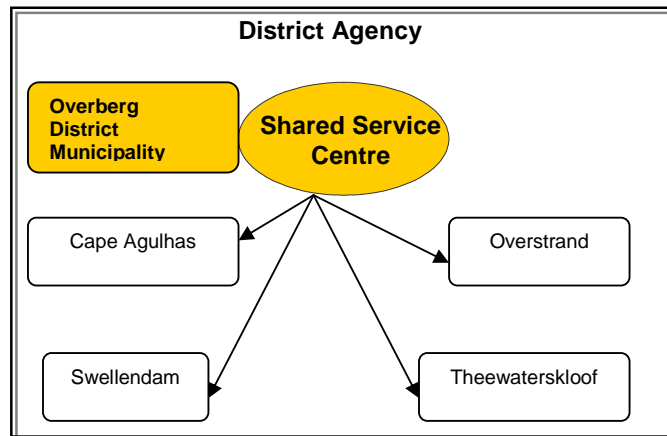 District Agency
Overberg
District
Municipality
Shared Service
Centre
Cape Agulhas
Overstrand
Swellendam
Theewaterskloof